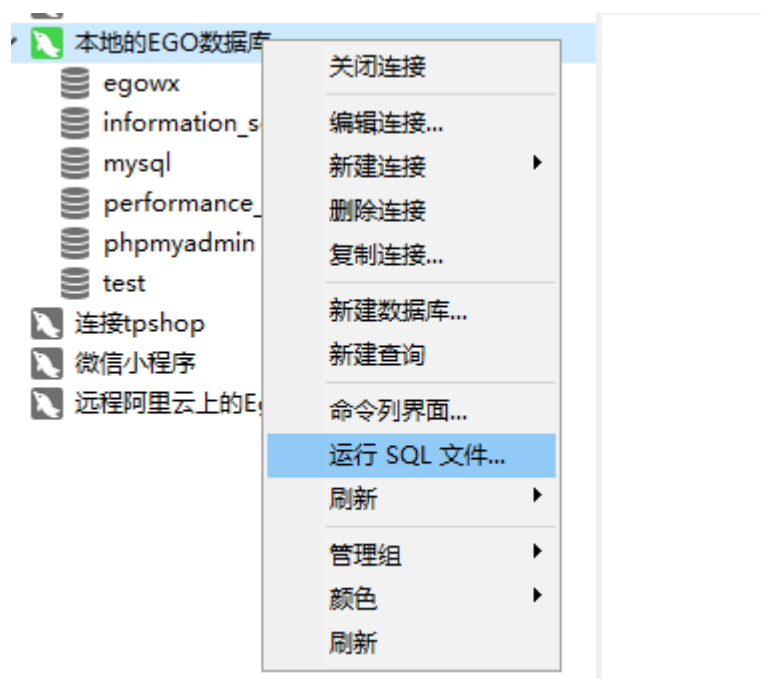 本地的EGO数据库
egowx
information_s
mysql
performance_
phpmyadmin
test
连接tpshop
微信小程序
远程阿里云上的Eg
关闭连接
编辑连接...
新建连接
删除连接
复制连接...
新建数据库...
新建查询
命令列界面...
运行 SQL 文件...
刷新
管理组
颜色
刷新